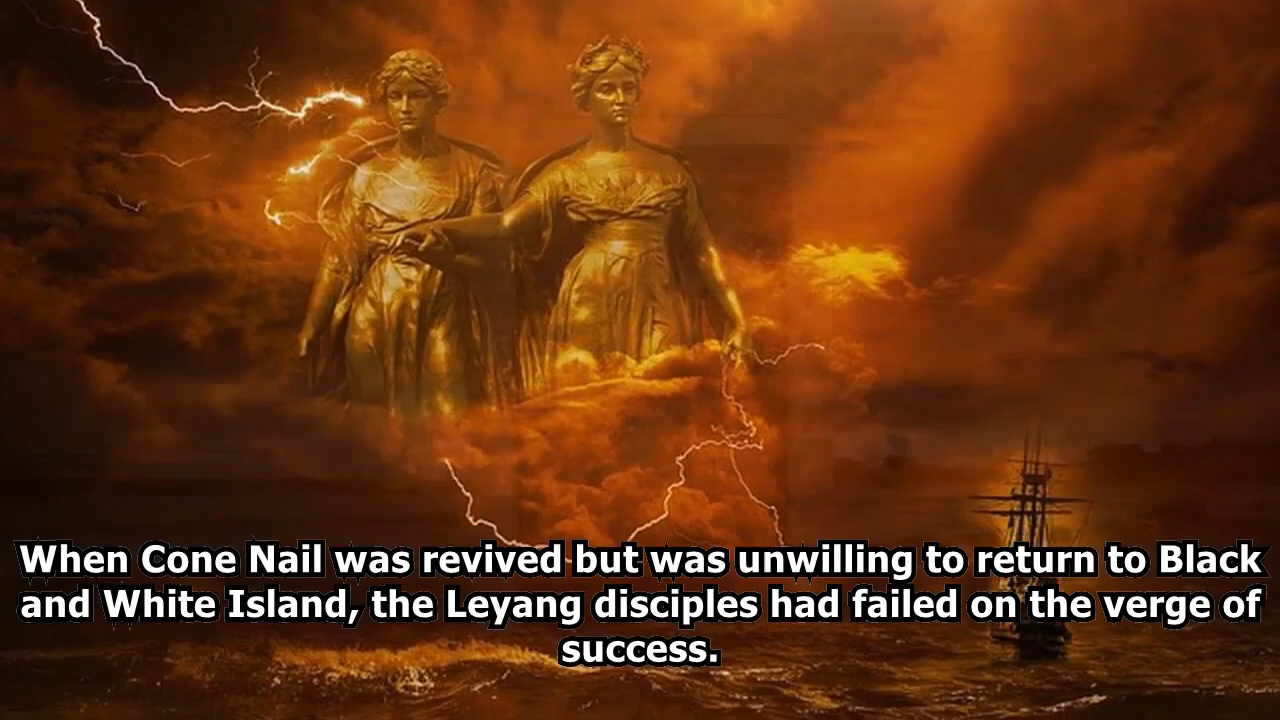 When Cone Nail was revived but was unwilling to return to Black
and White Island, the Leyang disciples had failed on the verge of
success.